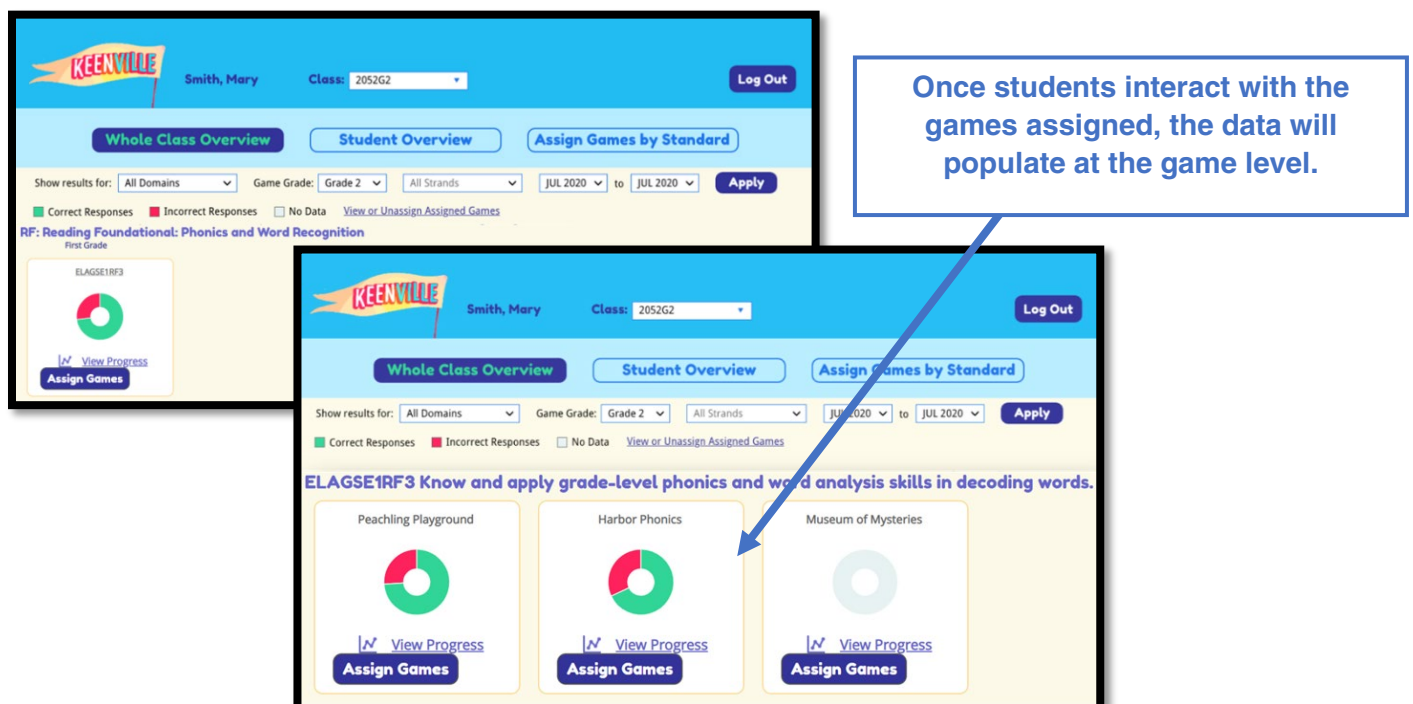 KEENVILLE
Smith, Mary Class: 2052G2 Log Out
Whole Class Overview Student Overview Assign Games by Standard
Show results for: All Domains Game Grade: Grade 2 All Strands JUL 2020 to JUL 2020 Apply
Correct Responses Incorrect Responses No Data View or Unassign Assigned Games
RF: Reading Foundational: Phonics and Word Recognition
First Grade
ELAGSE1RF3
View Progress
Assign Games
Once students interact with the
games assigned, the data will
populate at the game level.
KEENVILLE
Smith, Mary Class: 2052G2 Log Out
Whole Class Overview Student Overview Assign Games by Standard
Show results for: All Domains Game Grade: Grade 2 All Strands JUL 2020 to JUL 2020 Apply
Correct Responses Incorrect Responses No Data View or Unassign Assigned Games
ELAGSE1RF3 Know and apply grade-level phonics and word analysis skills in decoding words.
Peachling Playground Harbor Phonics Museum of Mysteries
View Progress View Progress View Progress
Assign Games Assign Games Assign Games